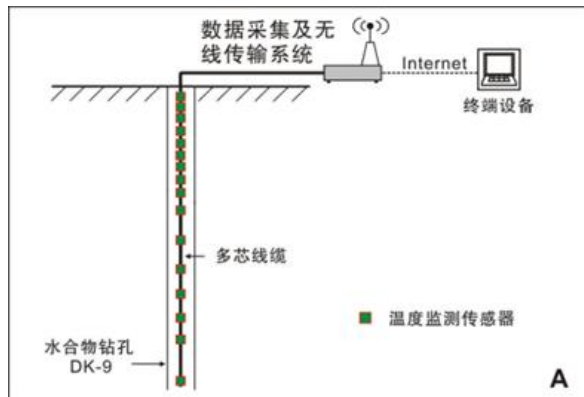 数据采集及无
线传输系统
Internet
终端设备
多芯线缆
温度监测传感器
水合物钻孔
DK-9
A